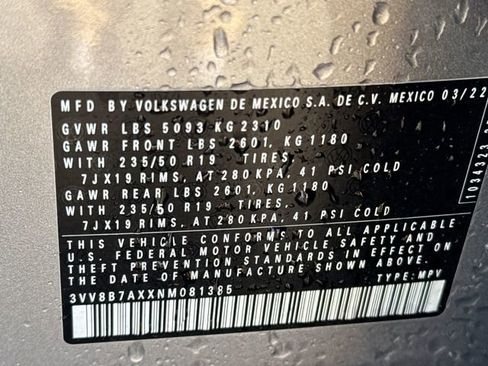 MFD BY VOLKSWAGEN DE MEXICO S.A. DE C.V. MEXICO 03/22
GVWR LBS 5093 KG 2310
GAWR FRONT LBS 2601, KG 1180
WITH 235/50 R19 TIRES.
7JX19 RIMS, AT 280 KPA, 41 PSI COLD
GAWR REAR LBS 2601, KG 1180
WITH 235/50 R19 TIRES.
7JX19 RIMS, AT 280 KPA, 41 PSI COLD
THIS VEHICLE CONFORMS TO ALL APPLICABLE
U.S. FEDERAL MOTOR VEHICLE SAFETY AND
THEFT PREVENTION STANDARDS IN EFFECT ON
THE DATE OF MANUFACTURE SHOWN ABOVE.
3VV8B7AXXNM081385 TYPE: MPV
1034323